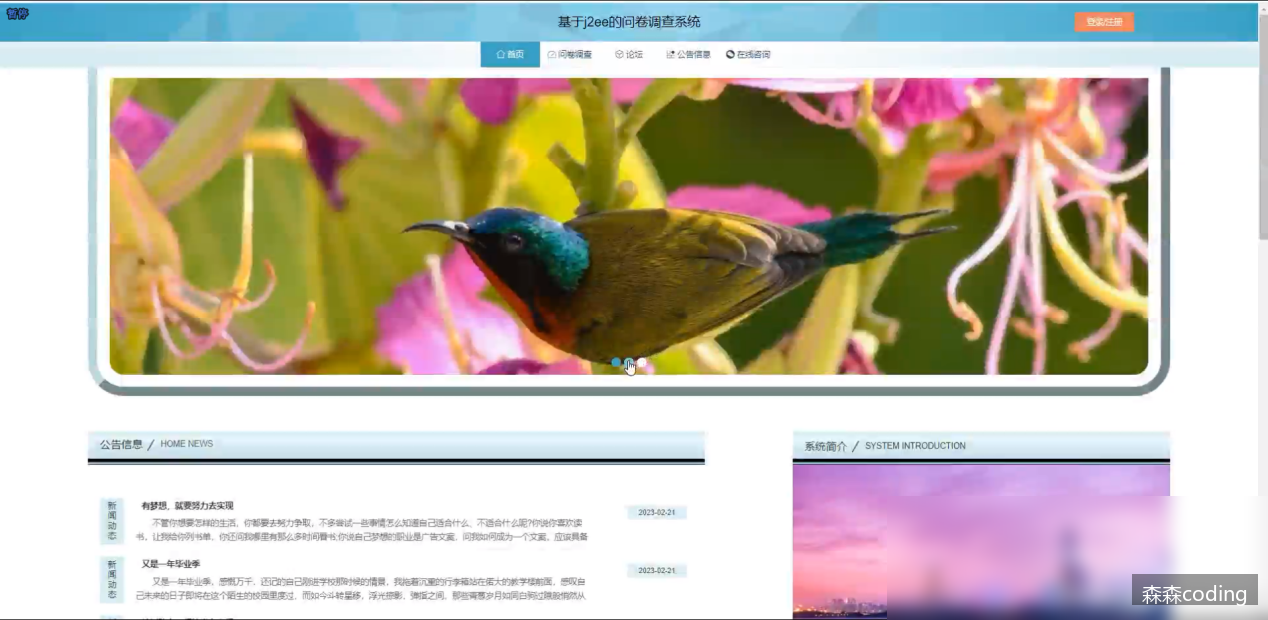 暂停
基于j2ee的问卷调查系统
登录/注册
首页
问卷调查
论坛
公告信息
在线咨询
公告信息 / HOME NEWS
系统简介 / SYSTEM INTRODUCTION
新闻动态
有梦想，就要努力去实现
不管你想要怎样的生活，你都要去努力争取，不多尝试一些事情怎么知道自己适合什么、不适合什么呢?你说你喜欢读
书，让我给你列书单，你还问我哪里有那么多时间看书;你说自己梦想的职业是广告文案，问我如何成为一个文案，应该具备
2023-02-21
新闻动态
又是一年毕业季
又是一年毕业季，感慨万千，还记的自己刚进学校那时候的情景，我拖着沉重的行李箱站在偌大的教学楼前面，感叹自
己未来的日子即将在这个陌生的校园里度过，而如今斗转星移，浮光掠影，弹指之间，那些青葱岁月如同白驹过隙般悄然从
2023-02-21
森森coding